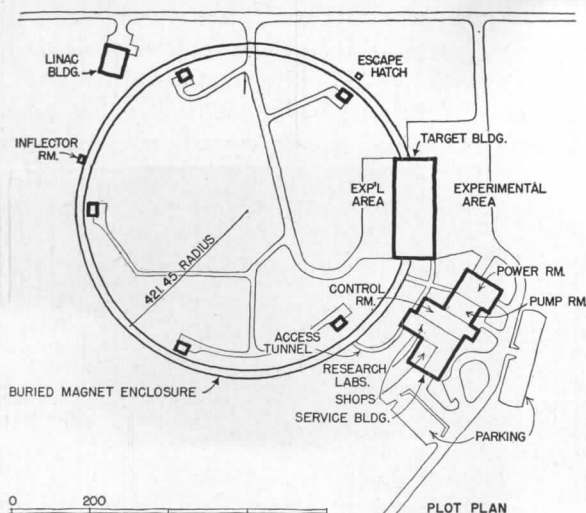 LINAC
BLDG.
ESCAPE
HATCH
INFLECTOR
RM.
TARGET BLDG.
EXP'L
AREA
EXPERIMENTAL
AREA
421.45 RADIUS
POWER RM.
CONTROL
RM.
PUMP RM.
ACCESS
TUNNEL
RESEARCH
LABS.
BURIED MAGNET ENCLOSURE
SHOPS
SERVICE BLDG.
PARKING
0 200
PLOT PLAN